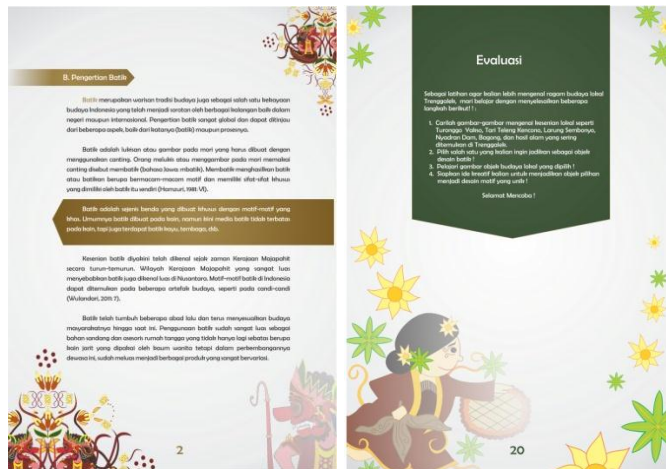 B. Pengertian Batik
Batik merupakan warisan tradisi budaya juga sebagai salah satu kekayaan
budaya Indonesia yang telah menjadi sorotan oleh berbagai kalangan baik dalam
negeri maupun internasional. Pengertian batik sangat global dan dapat ditinjau
dari beberapa aspek, baik dari katanya (batik) maupun prosesnya.
Batik adalah lukisan atau gambar pada mori yang harus dibuat dengan
menggunakan canting. Orang melukis atau menggambar pada mori memakai
canting disebut membatik (bahasa Jawa: mbatik). Membatik menghasilkan batik
atau batikan berupa bermacam-macam motif dan memiliki sifat-sifat khusus
yang dimiliki oleh batik itu sendiri (Hamzuri, 1981: VI).
Batik adalah sejenis benda yang dibuat khusus dengan motif-motif yang
khas. Umumnya batik dibuat pada kain, namun kini media batik tidak terbatas
pada kain, tapi juga terdapat batik kayu, tembaga, dkk.
Kesenian batik diyakini telah dikenal sejak zaman Kerajaan Majapahit
secara turun-temurun. Wilayah Kerajaan Majapahit yang sangat luas
menyebabkan batik juga dikenal luas di Nusantara. Motif-motif batik di Indonesia
dapat ditemukan pada beberapa artefak budaya, seperti pada candi-candi
(Wulandari, 2011: 7).
Batik telah tumbuh beberapa abad lalu dan terus menyesuaikan budaya
masyarakatnya hingga saat ini. Penggunaan batik sudah sangat luas sebagai
bahan sandang dan asesoris rumah tangga yang tidak hanya lagi sebatas berupa
kain jarit yang dipakai oleh kaum wanita tetapi dalam perkembangannya
dewasa ini, sudah meluas menjadi berbagai produk yang sangat bervariasi.
2
Evaluasi
Sebagai latihan agar kalian lebih mengenal ragam budaya lokal
Trenggalek, mari belajar dengan menyelesaikan beberapa
langkah berikut! :
1. Carilah gambar-gambar mengenai kesenian lokal seperti
Turangga Yakso, Tari Teleng Kencono, Larung Sembonyo,
Nyadran Dam, Bagong, dan hasil alam yang sering
ditemukan di Trenggalek.
2. Pilih salah satu yang kalian ingin jadikan sebagai objek
desain batik !
3. Pelajari gambar objek budaya lokal yang dipilih !
4. Siapkan ide kreatif kalian untuk menjadikan objek pilihan
menjadi desain motif yang unik !
Selamat Mencoba !
20